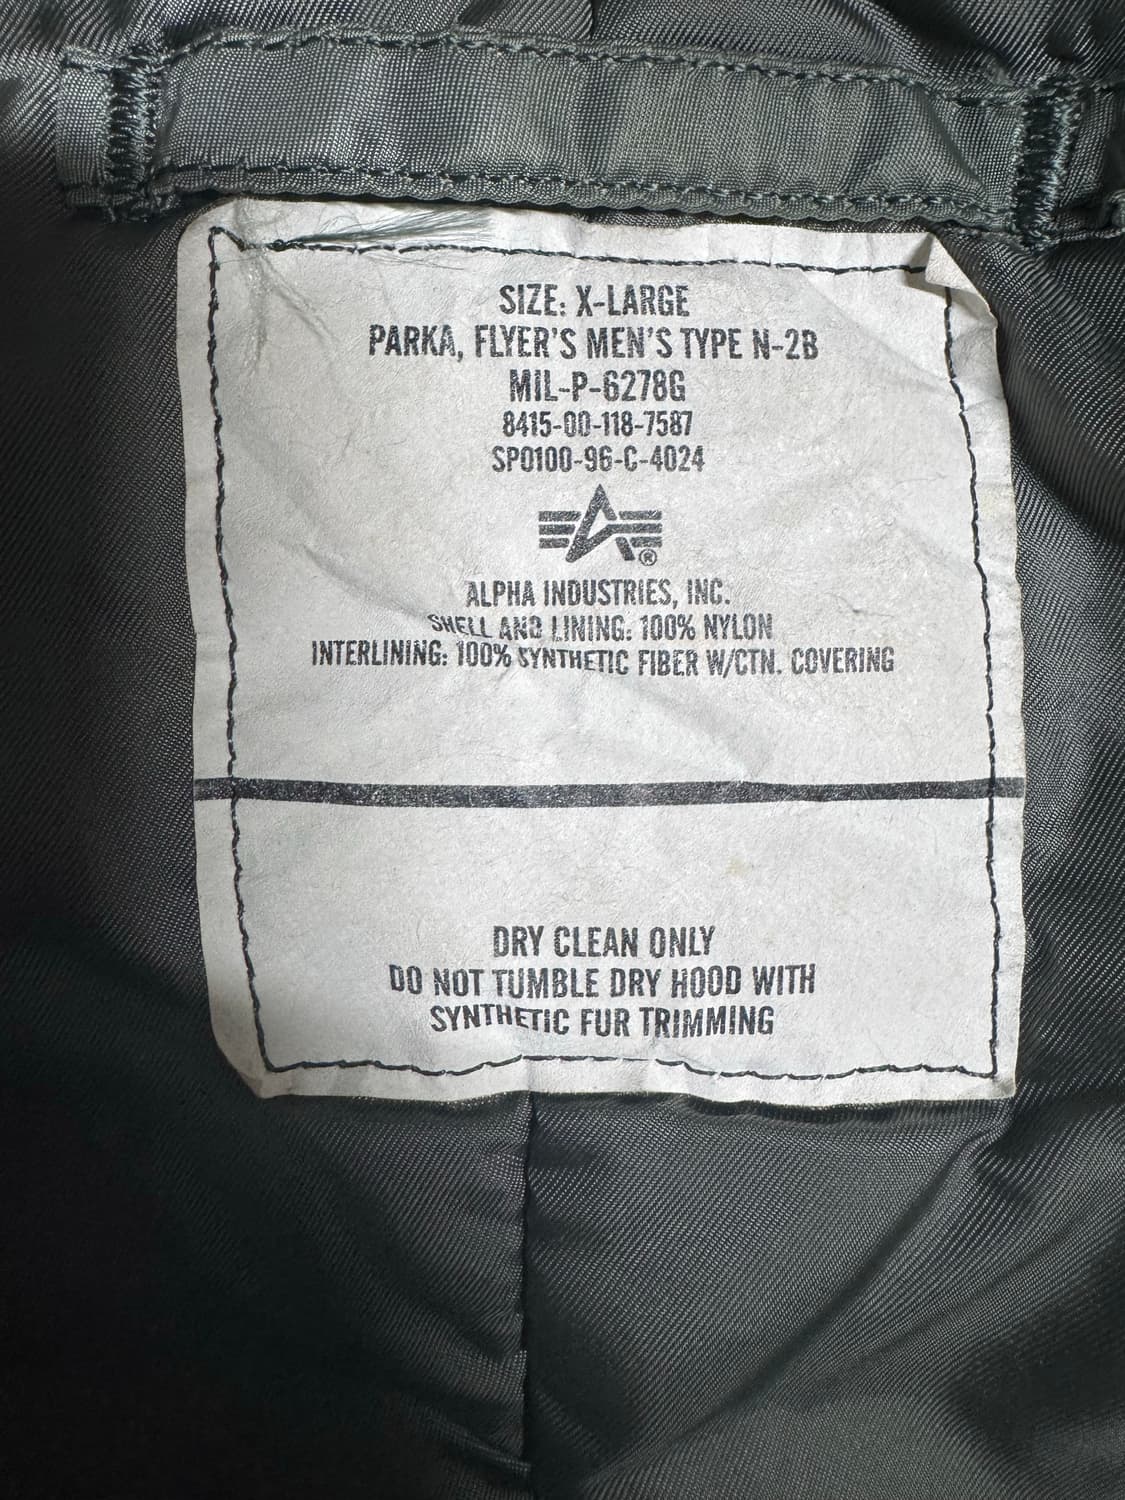 SIZE: X-LARGE
PARKA, FLYER'S MEN'S TYPE N-2B
MIL-P-6278G
8415-00-118-7587
SP0100-96-C-4024
®
ALPHA INDUSTRIES, INC.
SHELL AND LINING: 100% NYLON
INTERLINING: 100% SYNTHETIC FIBER W/CTN. COVERING
DRY CLEAN ONLY
DO NOT TUMBLE DRY HOOD WITH
SYNTHETIC FUR TRIMMING